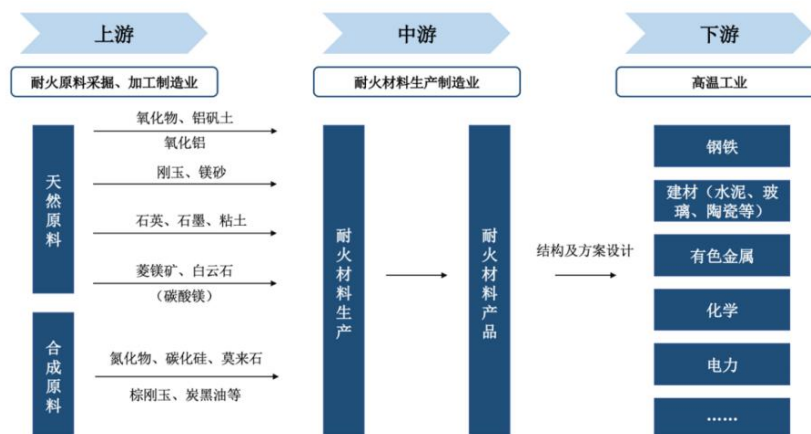 上游
中游
下游
耐火原料采掘、加工制造业
耐火材料生产制造业
高温工业
天然原料
氧化物、铝矾土
氧化铝
刚玉、镁砂
石英、石墨、粘土
菱镁矿、白云石
（碳酸镁）
合成原料
氮化物、碳化硅、莫来石
棕刚玉、炭黑油等
耐火材料生产
耐火材料产品
结构及方案设计
钢铁
建材（水泥、玻
璃、陶瓷等）
有色金属
化学
电力
……